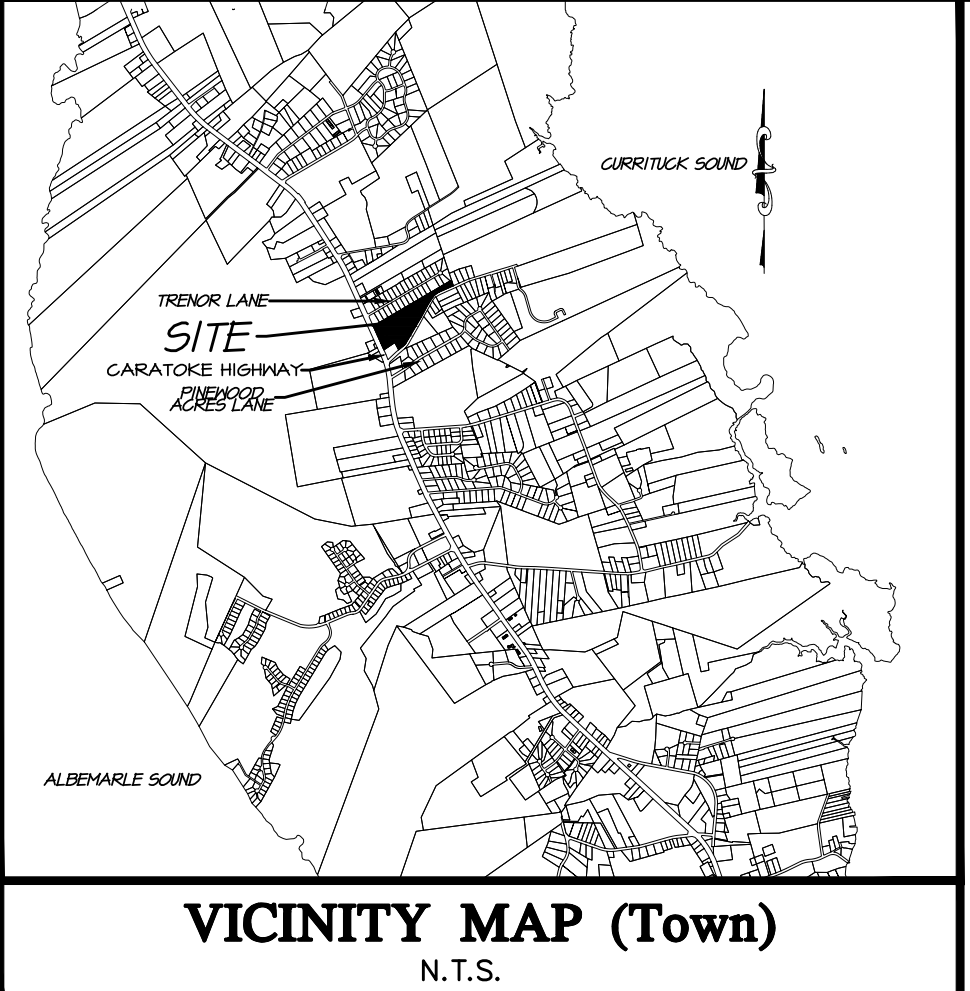 CURRITUCK SOUND
TRENOR LANE
SITE
CARATOKE HIGHWAY
PINEWOOD
ACRES LANE
ALBEMARLE SOUND
VICINITY MAP (Town)
N.T.S.